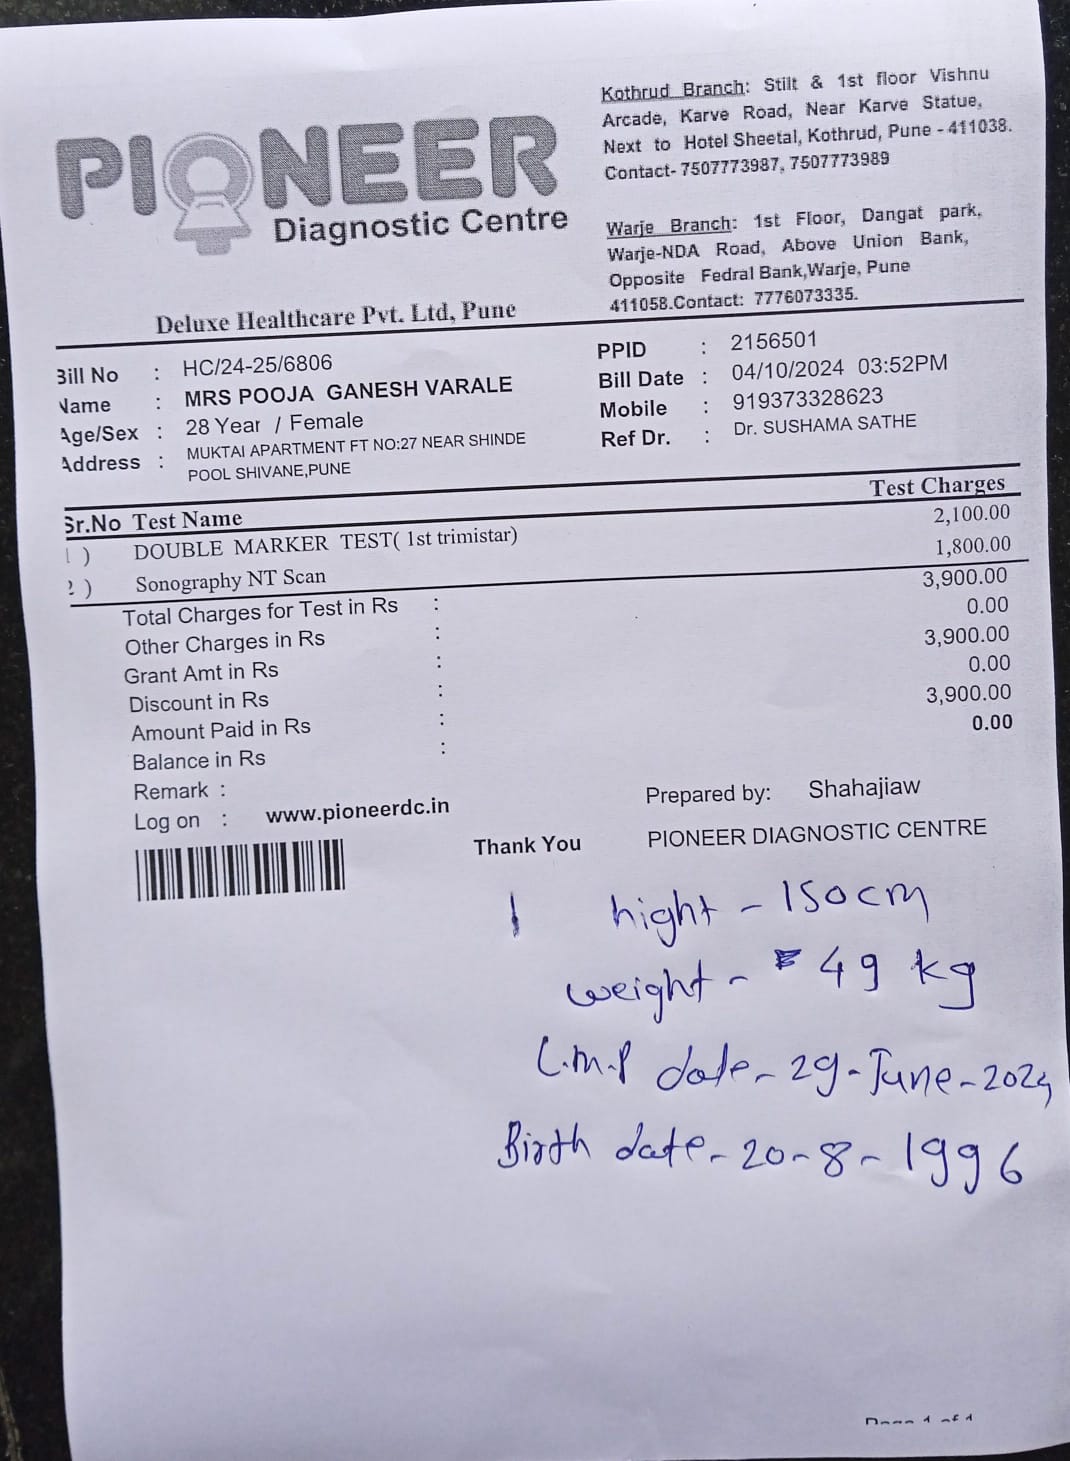 PIONEER
Diagnostic Centre
Deluxe Healthcare Pvt. Ltd, Pune
Kothrud Branch: Stilt & 1st floor Vishnu
Arcade, Karve Road, Near Karve Statue,
Next to Hotel Sheetal, Kothrud, Pune - 411038.
Contact- 7507773987, 7507773989
Warje Branch: 1st Floor, Dangat park,
Warje-NDA Road, Above Union Bank,
Opposite Fedral Bank,Warje, Pune
411058.Contact: 7776073335.
Bill No : HC/24-25/6806
Name : MRS POOJA GANESH VARALE
Age/Sex : 28 Year / Female
Address : MUKTAI APARTMENT FT NO:27 NEAR SHINDE
POOL SHIVANE,PUNE
PPID : 2156501
Bill Date : 04/10/2024 03:52PM
Mobile : 919373328623
Ref Dr. : Dr. SUSHAMA SATHE
Sr.No Test Name Test Charges
1 ) DOUBLE MARKER TEST( 1st trimistar) 2,100.00
2 ) Sonography NT Scan 1,800.00
Total Charges for Test in Rs : 3,900.00
Other Charges in Rs : 0.00
Grant Amt in Rs : 3,900.00
Discount in Rs : 0.00
Amount Paid in Rs : 3,900.00
Balance in Rs : 0.00
Remark :
Log on : www.pioneerdc.in
Prepared by: Shahajiaw
Thank You PIONEER DIAGNOSTIC CENTRE
hight - 150cm
weight - 49 kg
L.M.P date - 29 - June - 2024
Birth date - 20 - 8 - 1996
Page 1 of 1